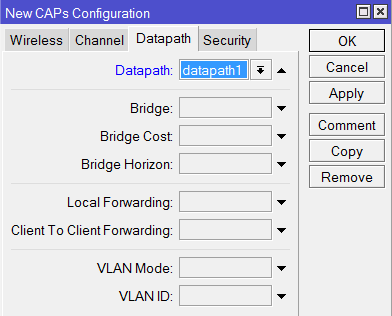 New CAPs Configuration
Wireless Channel Datapath Security
Datapath: datapath1
Bridge:
Bridge Cost:
Bridge Horizon:
Local Forwarding:
Client To Client Forwarding:
VLAN Mode:
VLAN ID:
OK
Cancel
Apply
Comment
Copy
Remove